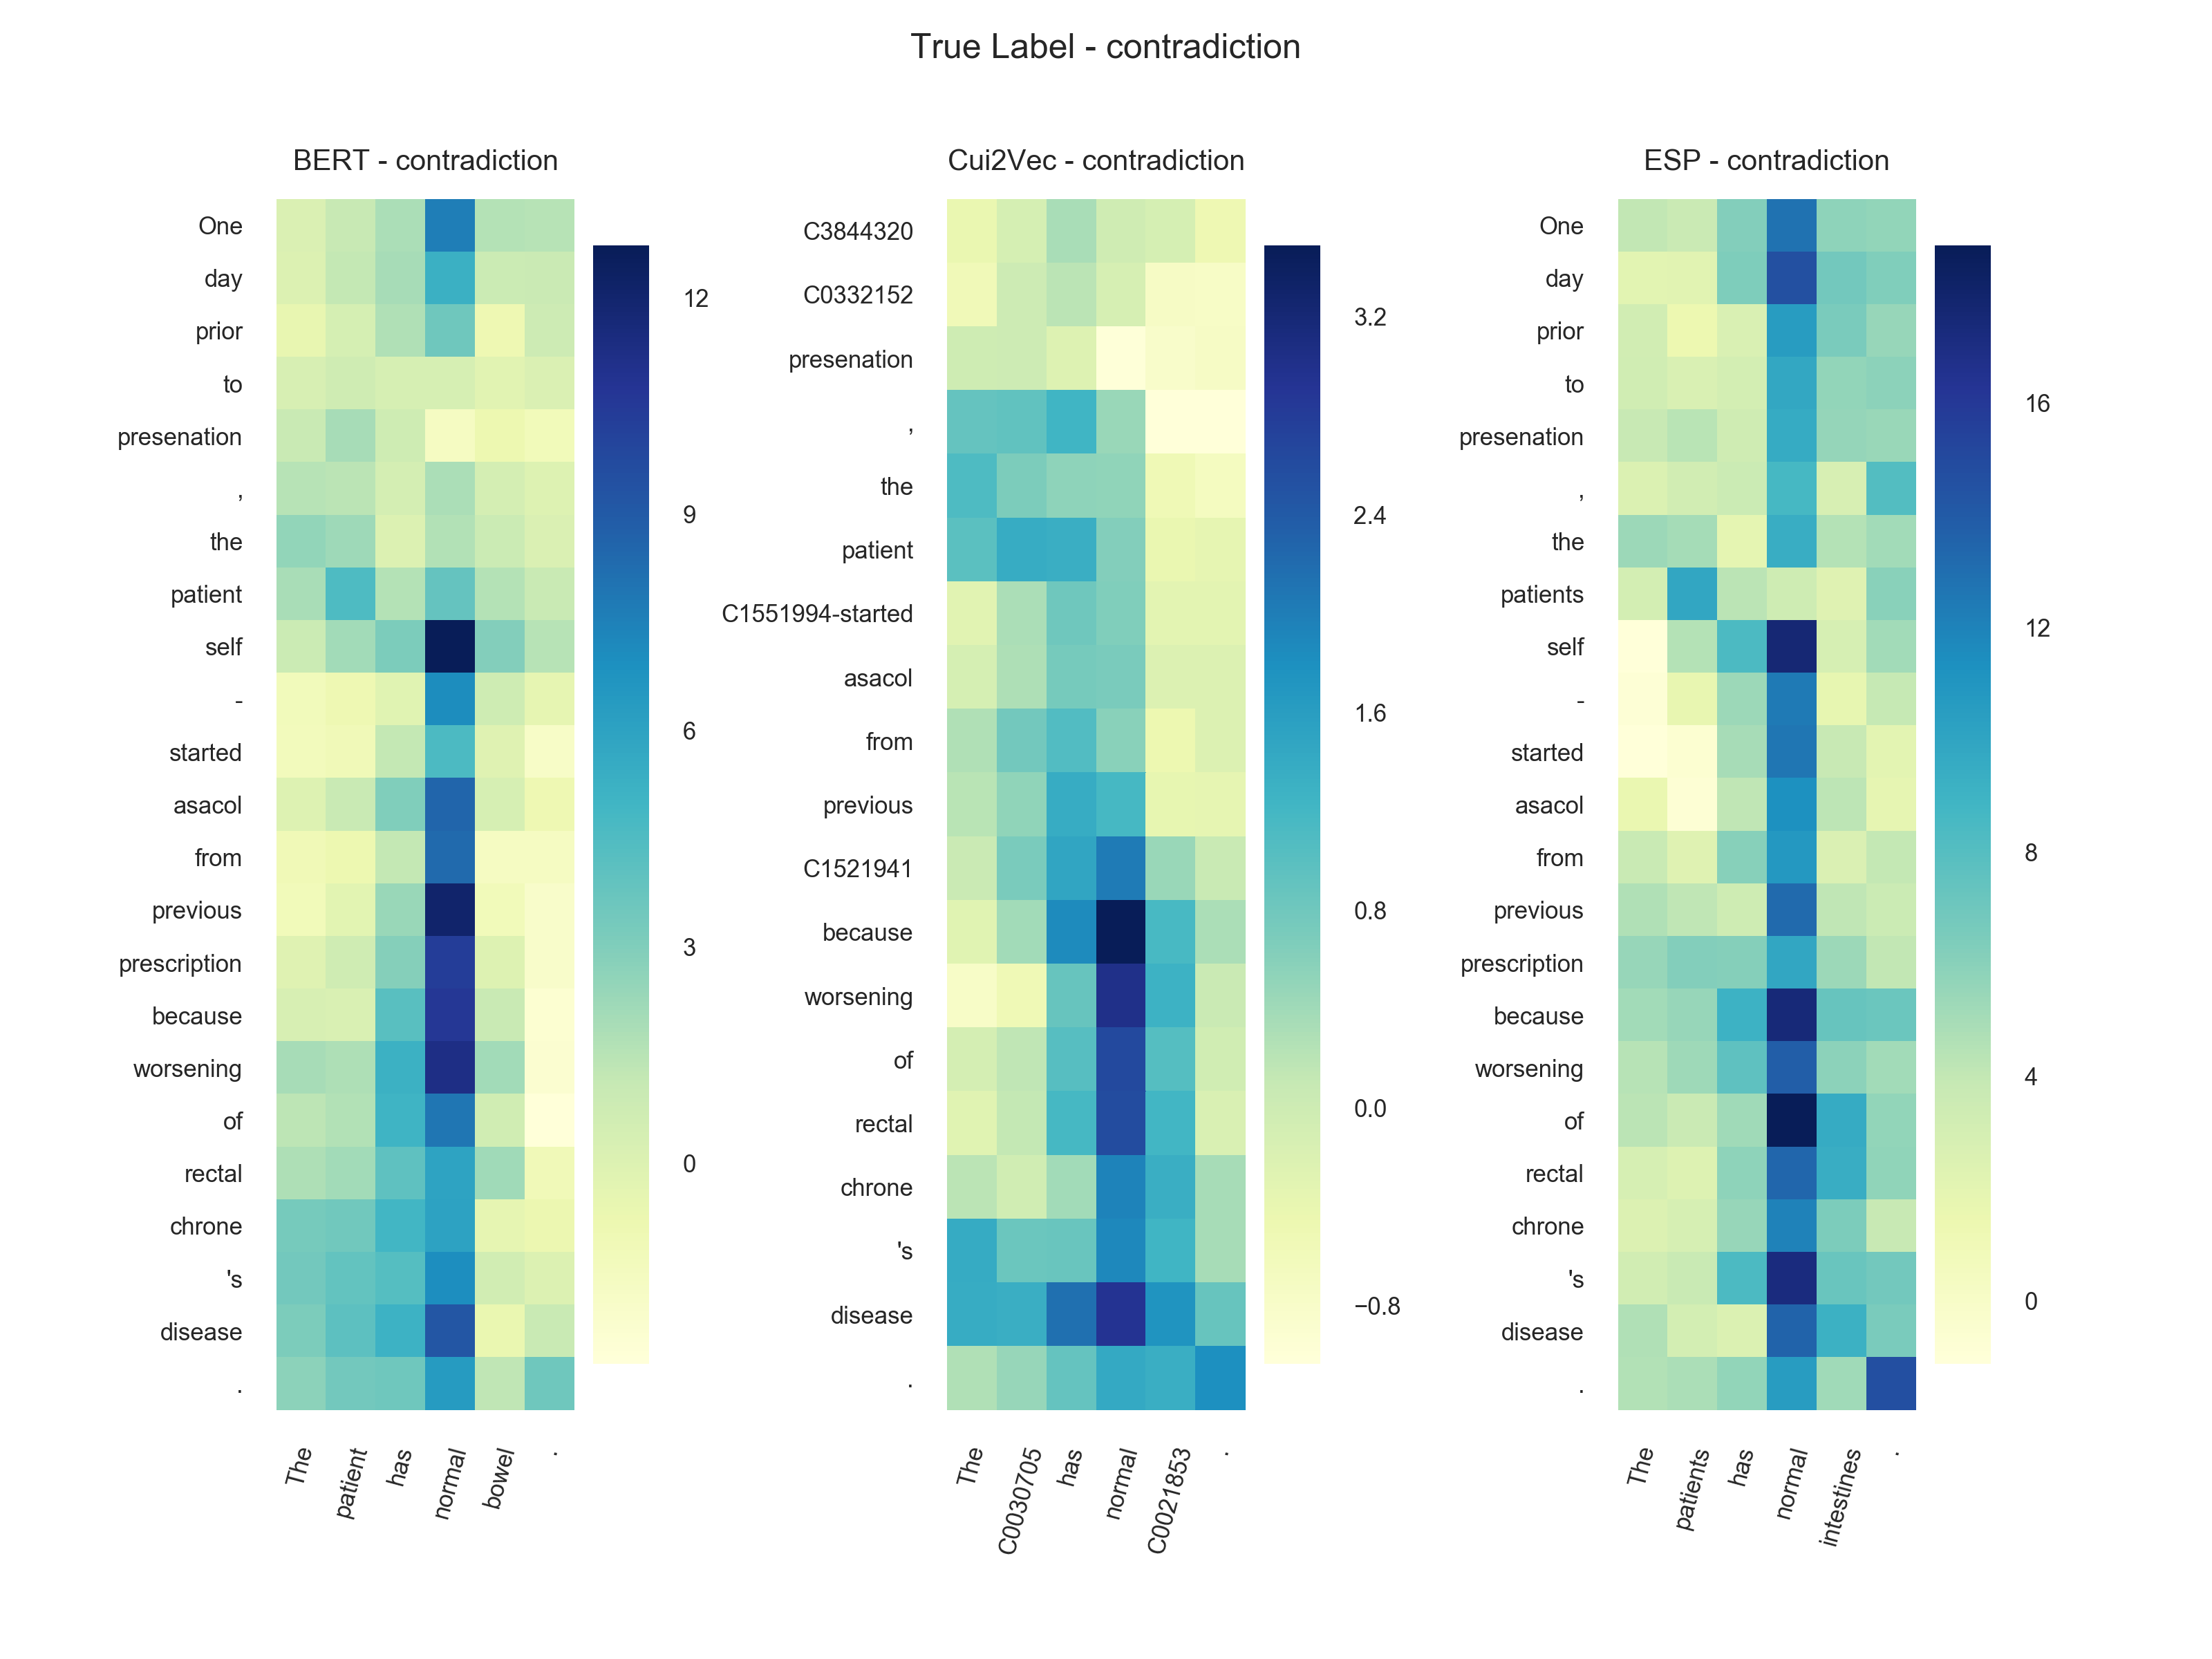 True Label - contradiction
BERT - contradiction
One
day
prior
to
presenation
,
the
patient
self
-
started
asacol
from
previous
prescription
because
worsening
of
rectal
chrone
's
disease
.
The
patient
has
normal
bowel
.
12
9
6
3
0
Cui2Vec - contradiction
C3844320
C0332152
presenation
,
the
patient
C1551994-started
asacol
from
previous
C1521941
because
worsening
of
rectal
chrone
's
disease
.
The
C0030705
has
normal
C0021853
.
3.2
2.4
1.6
0.8
0.0
−0.8
ESP - contradiction
One
day
prior
to
presenation
,
the
patients
self
-
started
asacol
from
previous
prescription
because
worsening
of
rectal
chrone
's
disease
.
The
patients
has
normal
intestines
.
16
12
8
4
0